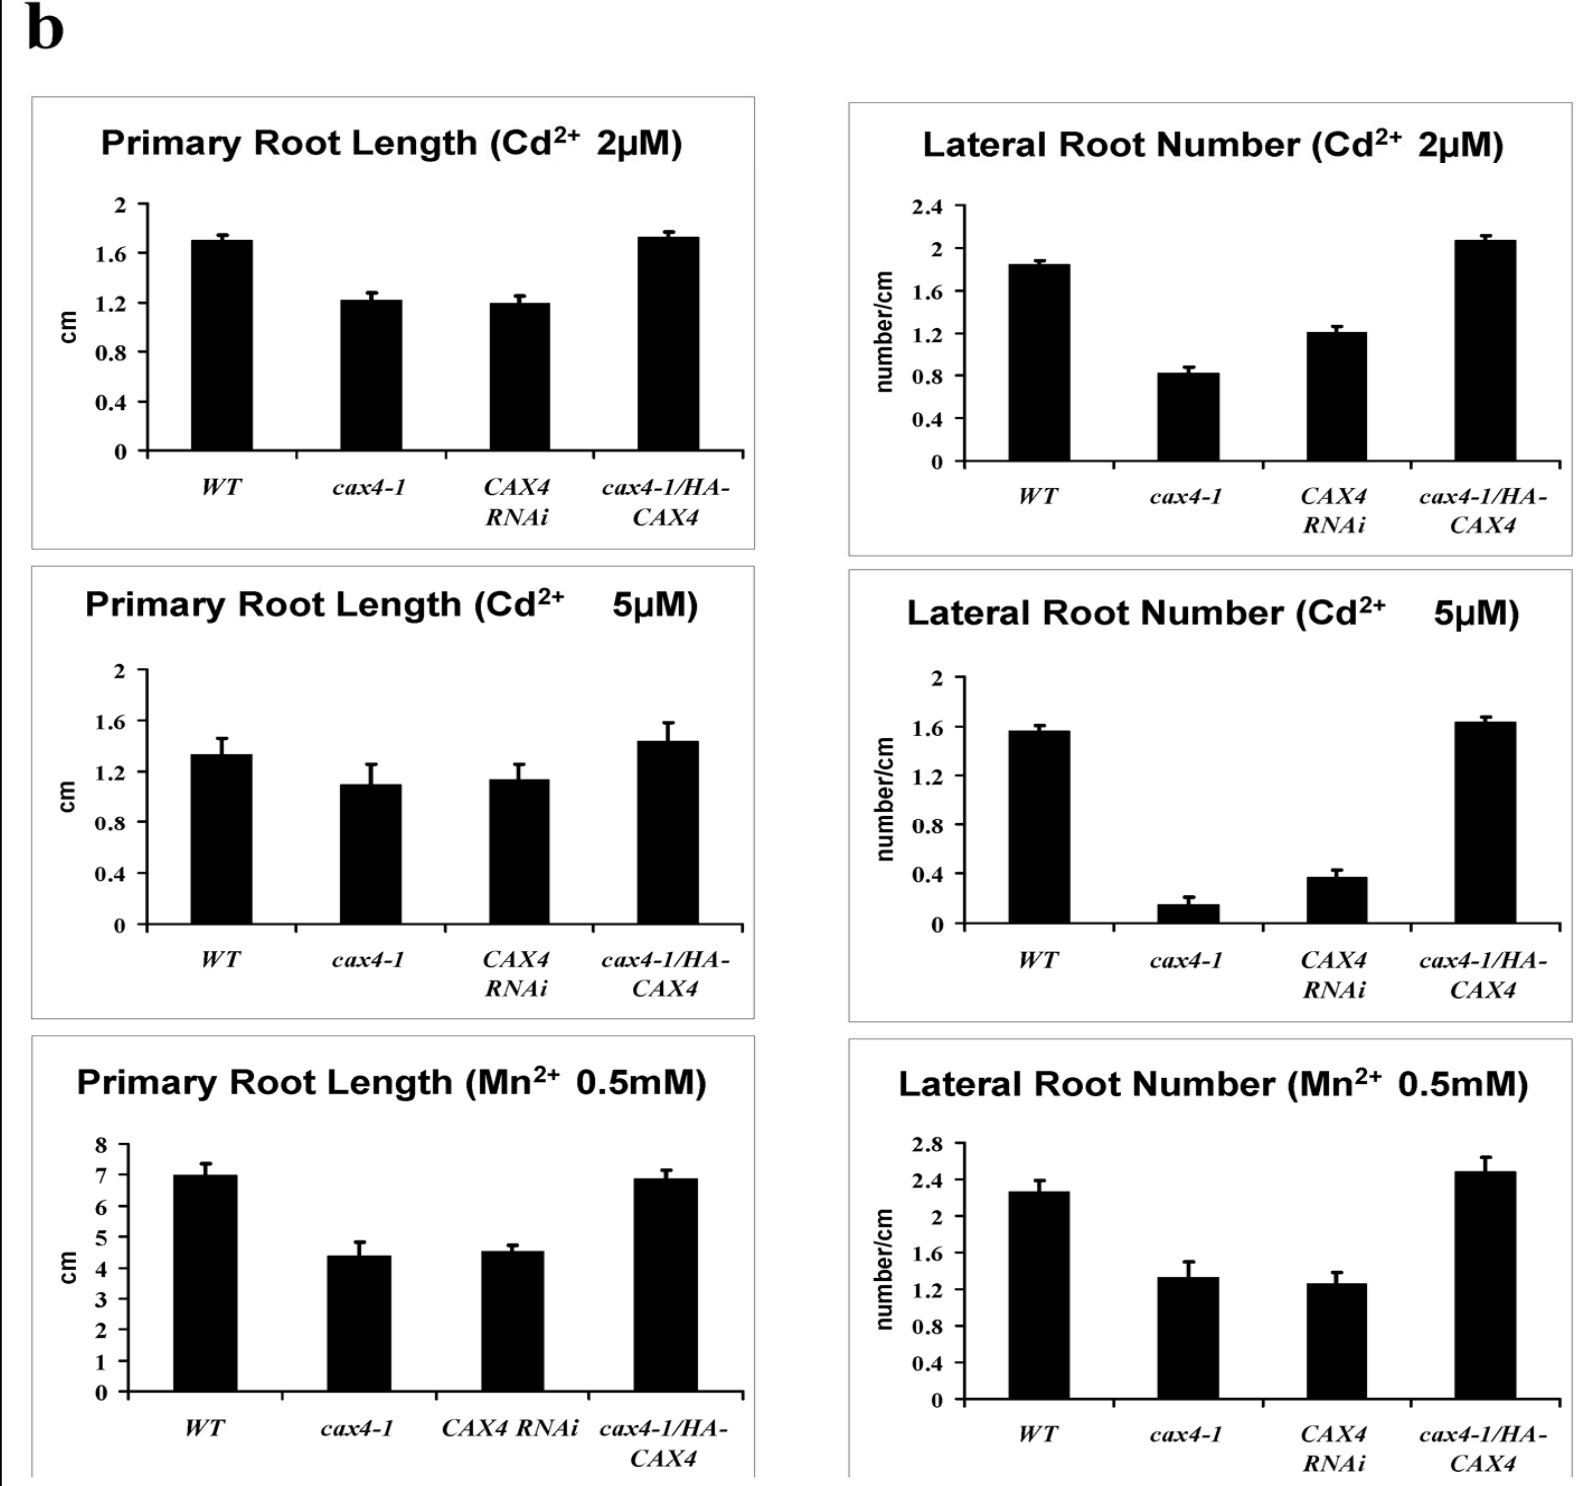 b
Primary Root Length (Cd²⁺ 2µM)
2
1.6
1.2
0.8
0.4
0
cm
WT
cax4-1
CAX4
RNAi
cax4-1/HA-
CAX4
Lateral Root Number (Cd²⁺ 2µM)
2.4
2
1.6
1.2
0.8
0.4
0
number/cm
WT
cax4-1
CAX4
RNAi
cax4-1/HA-
CAX4
Primary Root Length (Cd²⁺ 5µM)
2
1.6
1.2
0.8
0.4
0
cm
WT
cax4-1
CAX4
RNAi
cax4-1/HA-
CAX4
Lateral Root Number (Cd²⁺ 5µM)
2
1.6
1.2
0.8
0.4
0
number/cm
WT
cax4-1
CAX4
RNAi
cax4-1/HA-
CAX4
Primary Root Length (Mn²⁺ 0.5mM)
8
7
6
5
4
3
2
1
0
cm
WT
cax4-1
CAX4 RNAi
cax4-1/HA-
CAX4
Lateral Root Number (Mn²⁺ 0.5mM)
2.8
2.4
2
1.6
1.2
0.8
0.4
0
number/cm
WT
cax4-1
CAX4
RNAi
cax4-1/HA-
CAX4